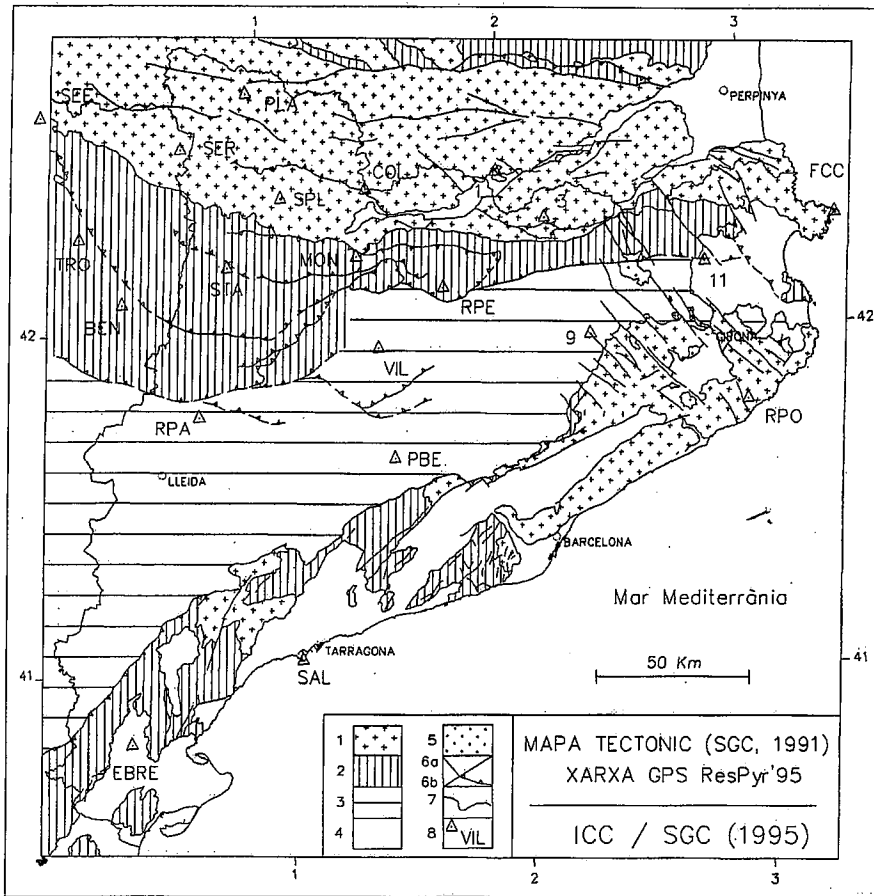 1 2 3
PERPINYA
SEE PLA
SER COL FCC
SPL 3
TRO STA MON 11
BEN RPE
42 9 42
VIL
RPA RPO
PBE
LLEIDA
BARCELONA
Mar Mediterrània
TARRAGONA
41 SAL 50 Km 41
EBRE
1 5
2 6a
6b
3 7
4 8 VIL
MAPA TECTONIC (SGC, 1991)
XARXA GPS ResPyr'95
ICC / SGC (1995)
1 2 3